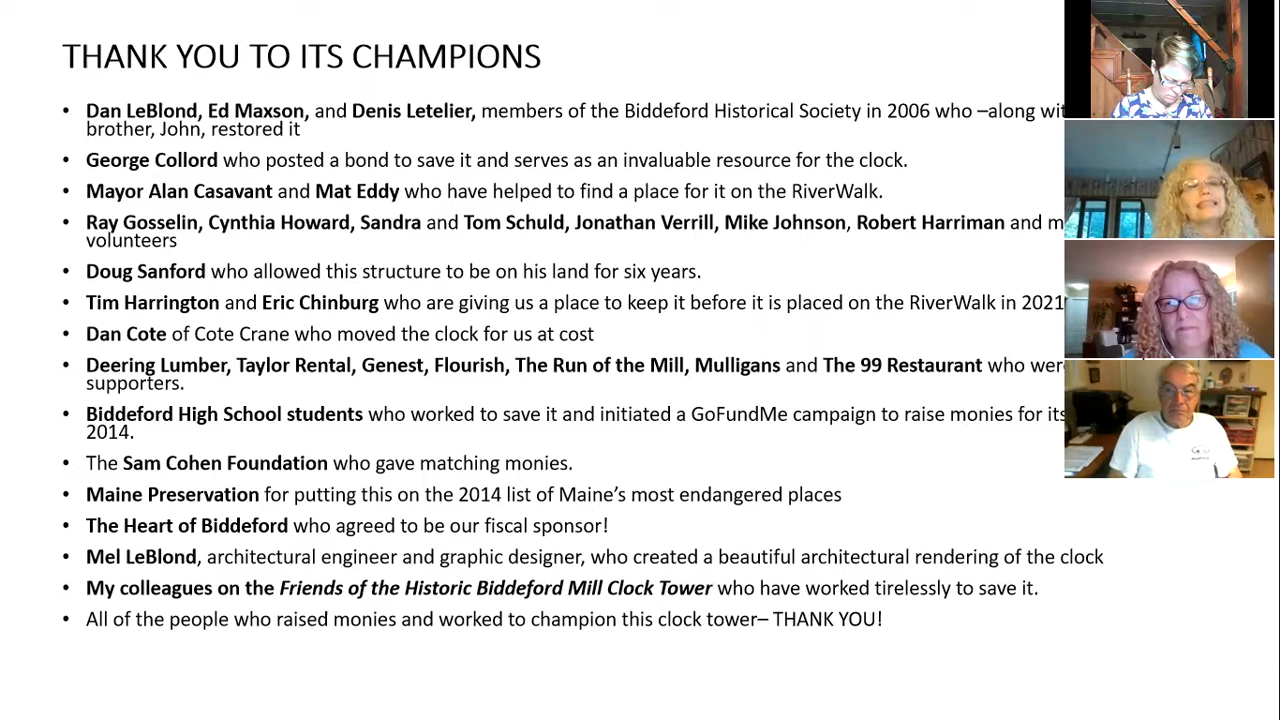 THANK YOU TO ITS CHAMPIONS
• Dan LeBlond, Ed Maxson, and Denis Letelier, members of the Biddeford Historical Society in 2006 who –along
brother, John, restored it
• George Collord who posted a bond to save it and serves as an invaluable resource for the clock.
• Mayor Alan Casavant and Mat Eddy who have helped to find a place for it on the RiverWalk.
• Ray Gosselin, Cynthia Howard, Sandra and Tom Schuld, Jonathan Verrill, Mike Johnson, Robert Harriman and
volunteers
• Doug Sanford who allowed this structure to be on his land for six years.
• Tim Harrington and Eric Chinburg who are giving us a place to keep it before it is placed on the RiverWalk in 2021
• Dan Cote of Cote Crane who moved the clock for us at cost
• Deering Lumber, Taylor Rental, Genest, Flourish, The Run of the Mill, Mulligans and The 99 Restaurant who
supporters.
• Biddeford High School students who worked to save it and initiated a GoFundMe campaign to raise monies for its
2014.
• The Sam Cohen Foundation who gave matching monies.
• Maine Preservation for putting this on the 2014 list of Maine’s most endangered places
• The Heart of Biddeford who agreed to be our fiscal sponsor!
• Mel LeBlond, architectural engineer and graphic designer, who created a beautiful architectural rendering of the clock
• My colleagues on the Friends of the Historic Biddeford Mill Clock Tower who have worked tirelessly to save it.
• All of the people who raised monies and worked to champion this clock tower– THANK YOU!